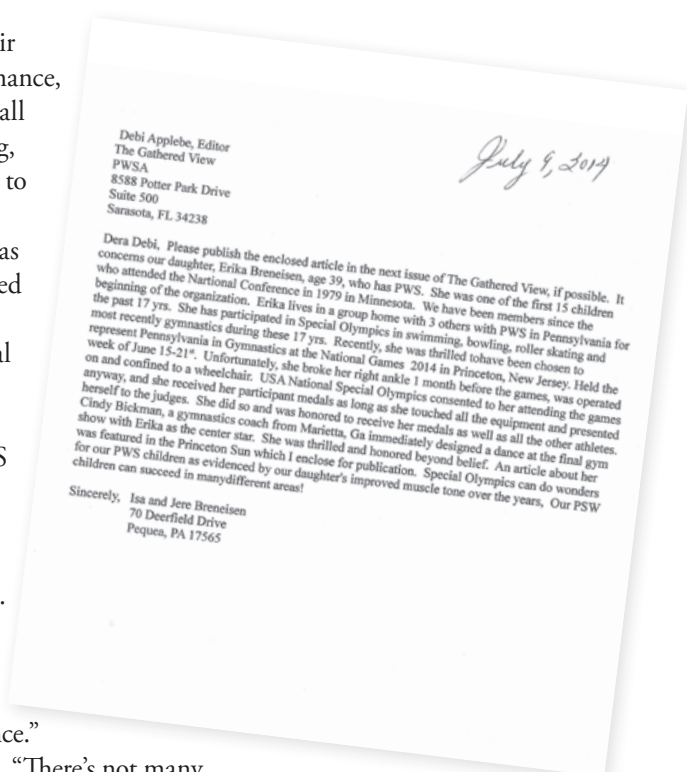 ir
nance,
all
g,
to
as
ed
al
S
.
ce.”
“There’s not many
July 9, 2014
Debi Applebe, Editor
The Gathered View
PWSA
8588 Potter Park Drive
Suite 500
Sarasota, FL 34238
Dera Debi, Please publish the enclosed article in the next issue of The Gathered View, if possible. It
concerns our daughter, Erika Breneisen, age 39, who has PWS. She was one of the first 15 children
who attended the Nartional Conference in 1979 in Minnesota. We have been members since the
beginning of the organization. Erika lives in a group home with 3 others with PWS in Pennsylvania for
the past 17 yrs. She has participated in Special Olympics in swimming, bowling, roller skating and
most recently gymnastics during these 17 yrs. Recently, she was thrilled tohave been chosen to
represent Pennsylvania in Gymnastics at the National Games 2014 in Princeton, New Jersey. Held the
week of June 15-21ˢᵗ. Unfortunately, she broke her right ankle 1 month before the games, was operated
on and confined to a wheelchair. USA National Special Olympics consented to her attending the games
anyway, and she received her participant medals as long as she touched all the equipment and presented
herself to the judges. She did so and was honored to receive her medals as well as all the other athletes.
Cindy Bickman, a gymnastics coach from Marietta, Ga immediately designed a dance at the final gym
show with Erika as the center star. She was thrilled and honored beyond belief. An article about her
was featured in the Princeton Sun which I enclose for publication. Special Olympics can do wonders
for our PWS children as evidenced by our daughter's improved muscle tone over the years, Our PSW
children can succeed in manydifferent areas!
Sincerely, Isa and Jere Breneisen
70 Deerfield Drive
Pequea, PA 17565